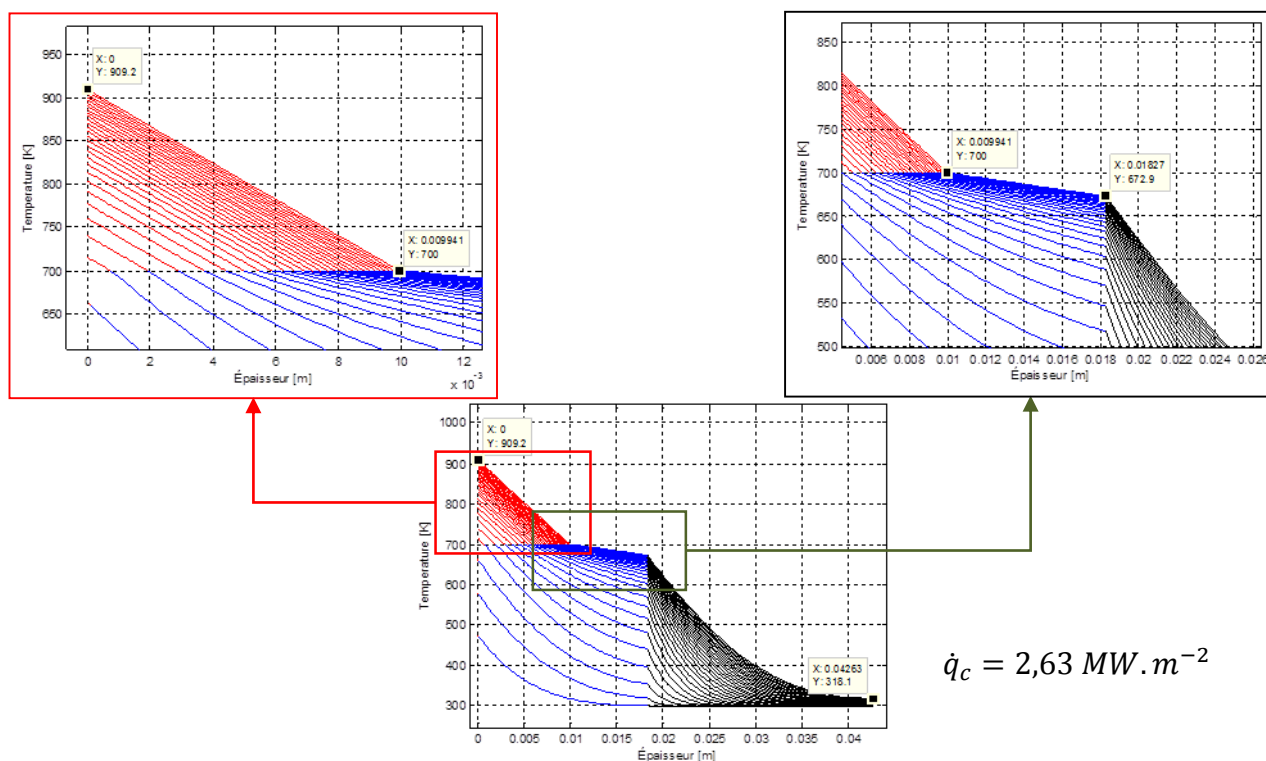 950
900
850
800
750
700
650
Temperature [K]
X: 0
Y: 909.2
X: 0.009941
Y: 700
0
2
4
6
8
10
12
Épaisseur [m]
x 10
-3
850
800
750
700
650
600
550
500
Temperature [K]
X: 0.009941
Y: 700
X: 0.01827
Y: 672.9
0.006 0.008 0.01 0.012 0.014 0.016 0.018 0.02 0.022 0.024 0.026
Épaisseur [m]
1000
900
800
700
600
500
400
300
Temperature [K]
X: 0
Y: 909.2
X: 0.04263
Y: 318.1
0 0.005 0.01 0.015 0.02 0.025 0.03 0.035 0.04
Épaisseur [m]
q̇c = 2,63 MW.m⁻²